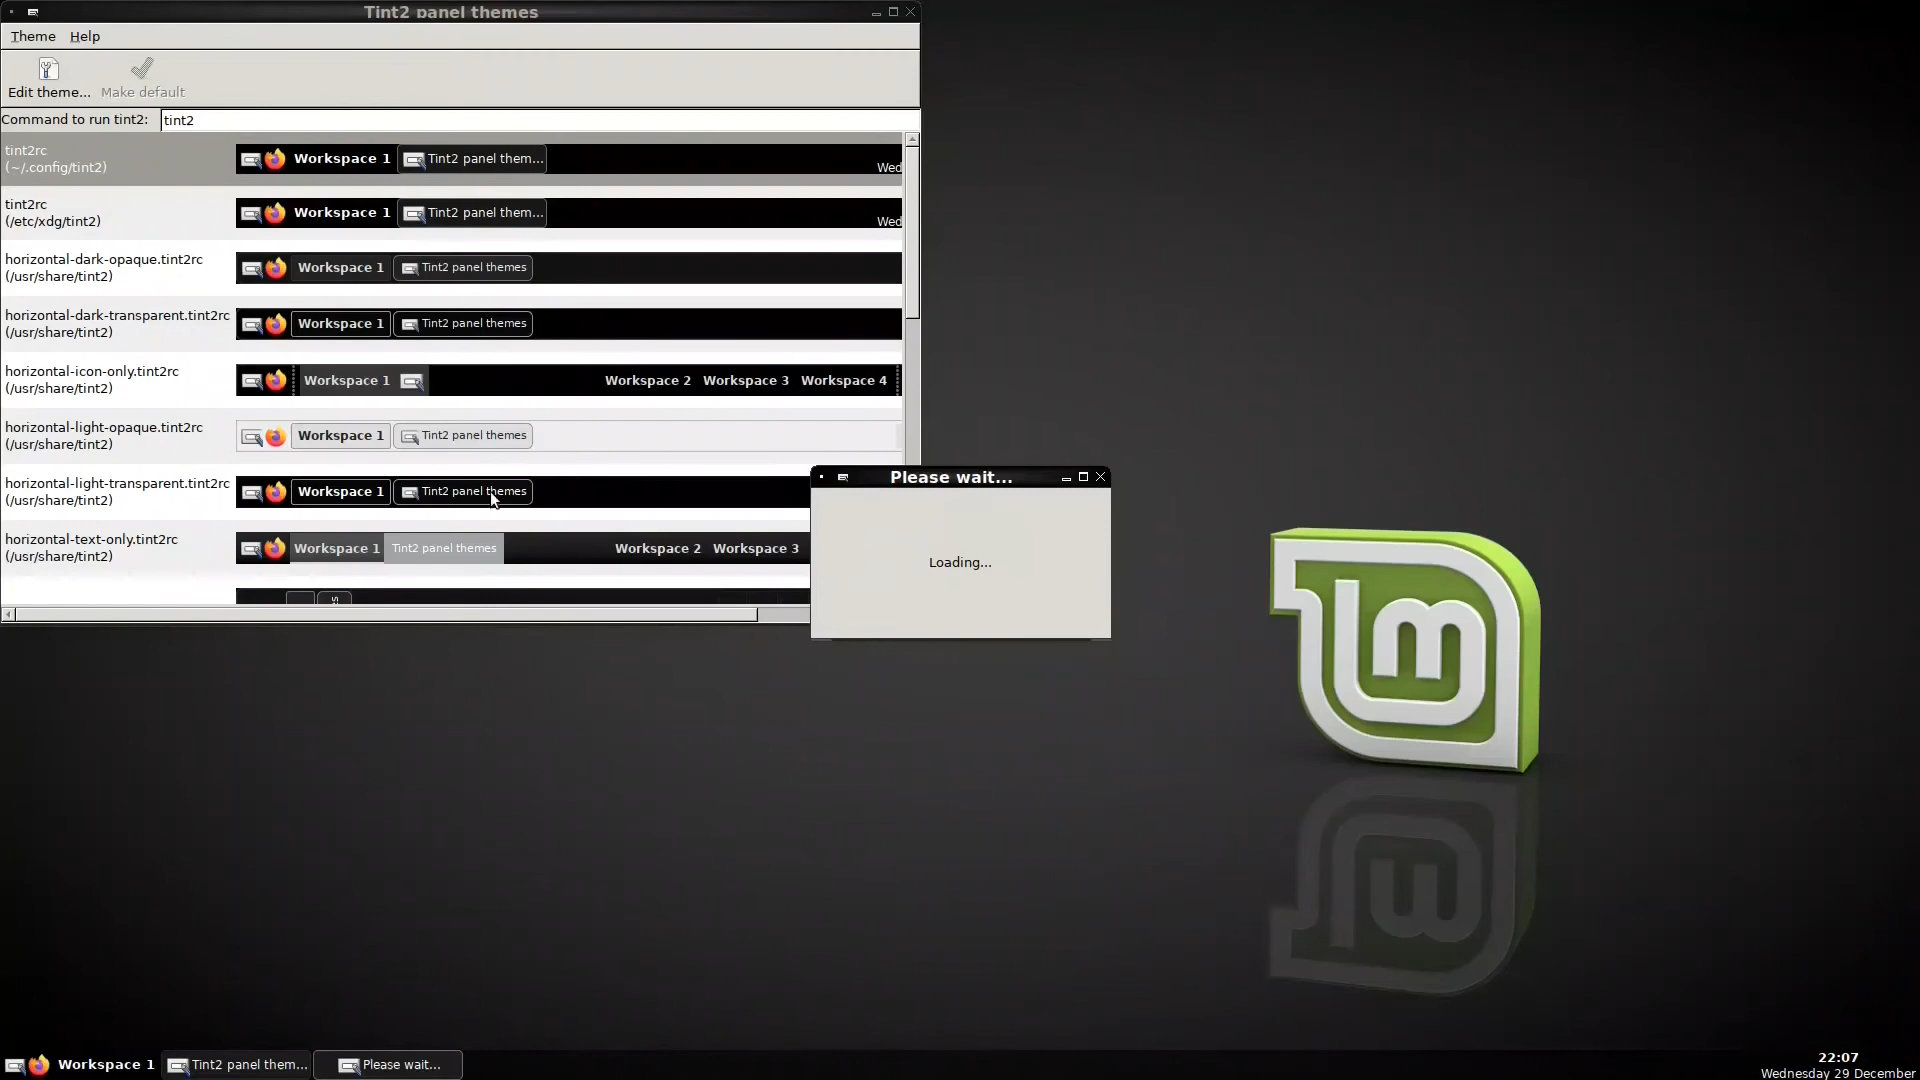 Tint2 panel themes
Theme Help
Edit theme... Make default
Command to run tint2: tint2
tint2rc
(~/.config/tint2)
Workspace 1 Tint2 panel them... Wed
tint2rc
(/etc/xdg/tint2)
Workspace 1 Tint2 panel them... Wed
horizontal-dark-opaque.tint2rc
(/usr/share/tint2)
Workspace 1 Tint2 panel themes
horizontal-dark-transparent.tint2rc
(/usr/share/tint2)
Workspace 1 Tint2 panel themes
horizontal-icon-only.tint2rc
(/usr/share/tint2)
Workspace 1 Workspace 2 Workspace 3 Workspace 4
horizontal-light-opaque.tint2rc
(/usr/share/tint2)
Workspace 1 Tint2 panel themes
horizontal-light-transparent.tint2rc
(/usr/share/tint2)
Workspace 1 Tint2 panel themes
horizontal-text-only.tint2rc
(/usr/share/tint2)
Workspace 1 Tint2 panel themes Workspace 2 Workspace 3
Please wait...
Loading...
lm
Workspace 1 Tint2 panel them... Please wait...
22:07
Wednesday 29 December